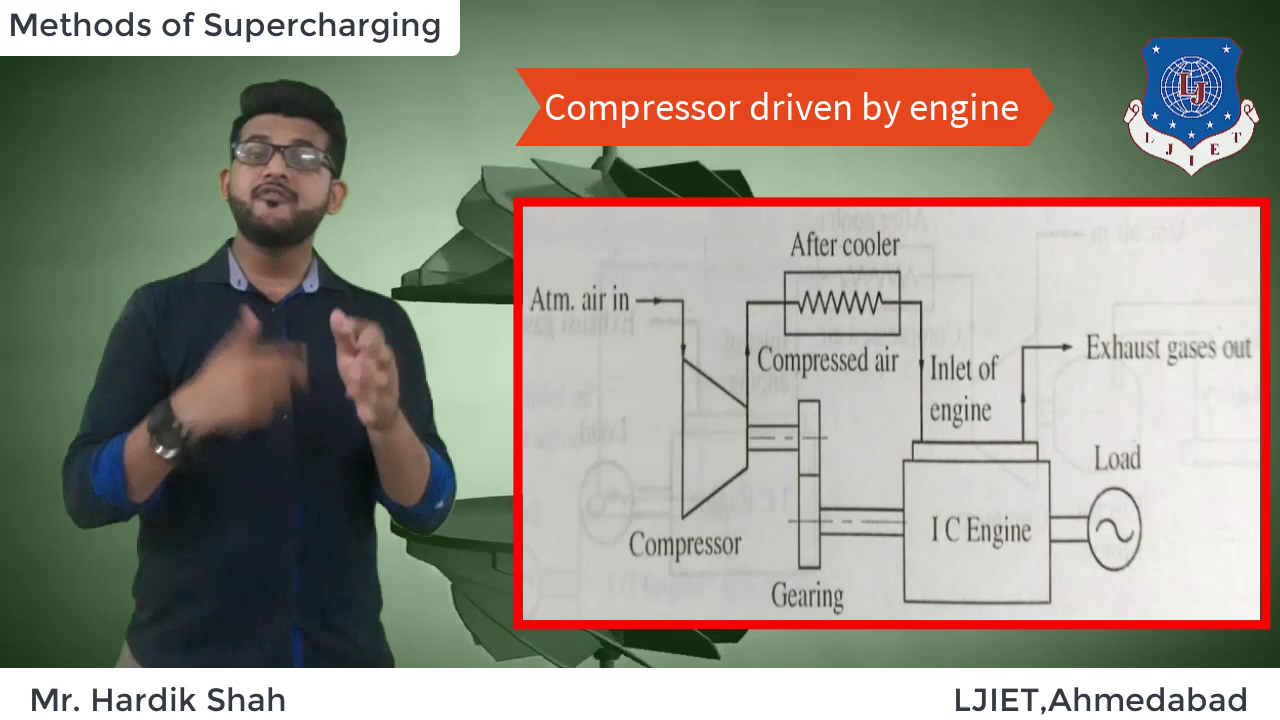 Methods of Supercharging
Compressor driven by engine
L J I E T
LJ
After cooler
Atm. air in
Compressed air
Inlet of
engine
Exhaust gases out
Load
I C Engine
Compressor
Gearing
Mr. Hardik Shah
LJIET,Ahmedabad